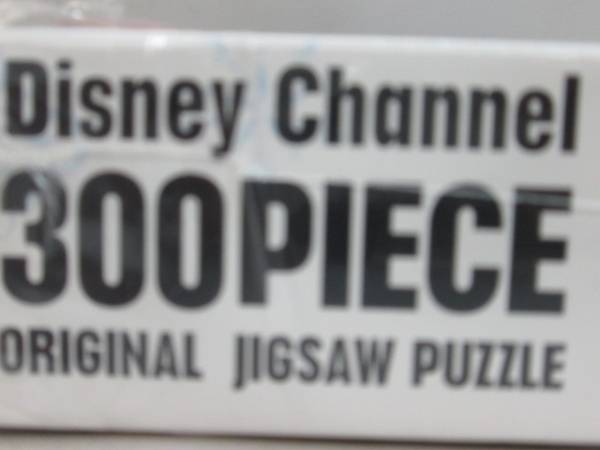 Disney Channel
300PIECE
ORIGINAL JIGSAW PUZZLE